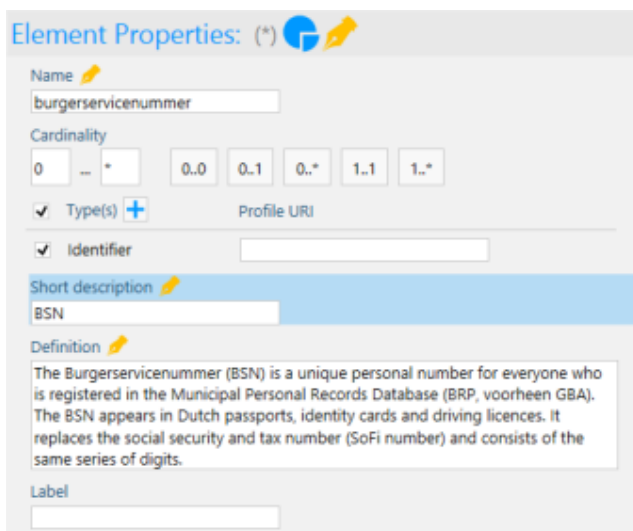 Element Properties: (*)
Name
burgerservicenummer
Cardinality
0 ... * 0..0 0..1 0..* 1..1 1..*
Type(s) Profile URI
Identifier
Short description
BSN
Definition
The Burgerservicenummer (BSN) is a unique personal number for everyone who
is registered in the Municipal Personal Records Database (BRP, voorheen GBA).
The BSN appears in Dutch passports, identity cards and driving licences. It
replaces the social security and tax number (SoFi number) and consists of the
same series of digits.
Label